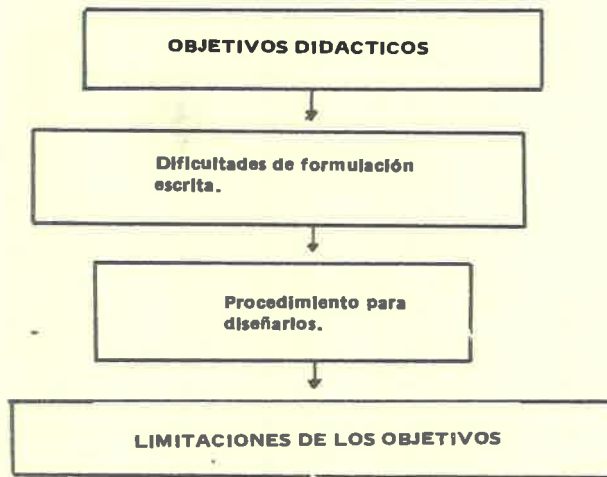 OBJETIVOS DIDACTICOS
Dificultades de formulación
escrita.
Procedimiento para
diseñarlos.
LIMITACIONES DE LOS OBJETIVOS